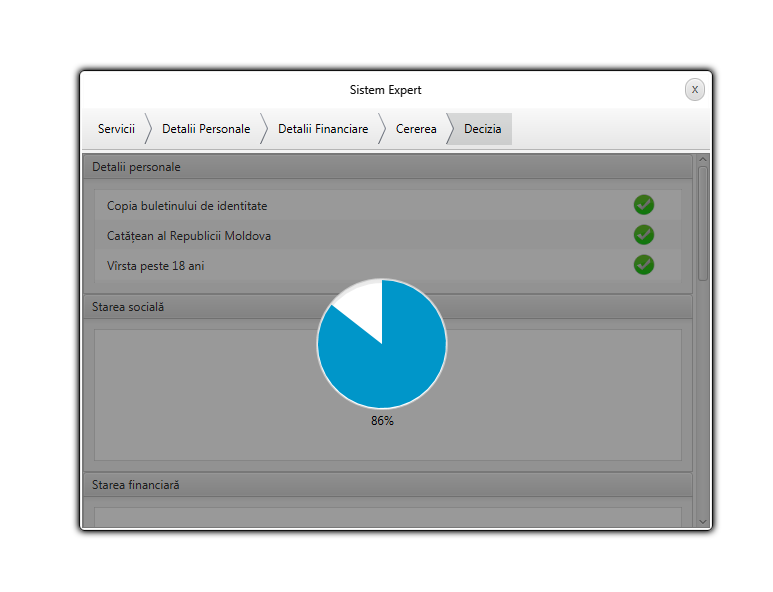 Sistem Expert
x
Servicii
Detalii Personale
Detalii Financiare
Cererea
Decizia
Detalii personale
Copia buletinului de identitate
Catățean al Republicii Moldova
Vîrsta peste 18 ani
Starea socială
86%
Starea financiară